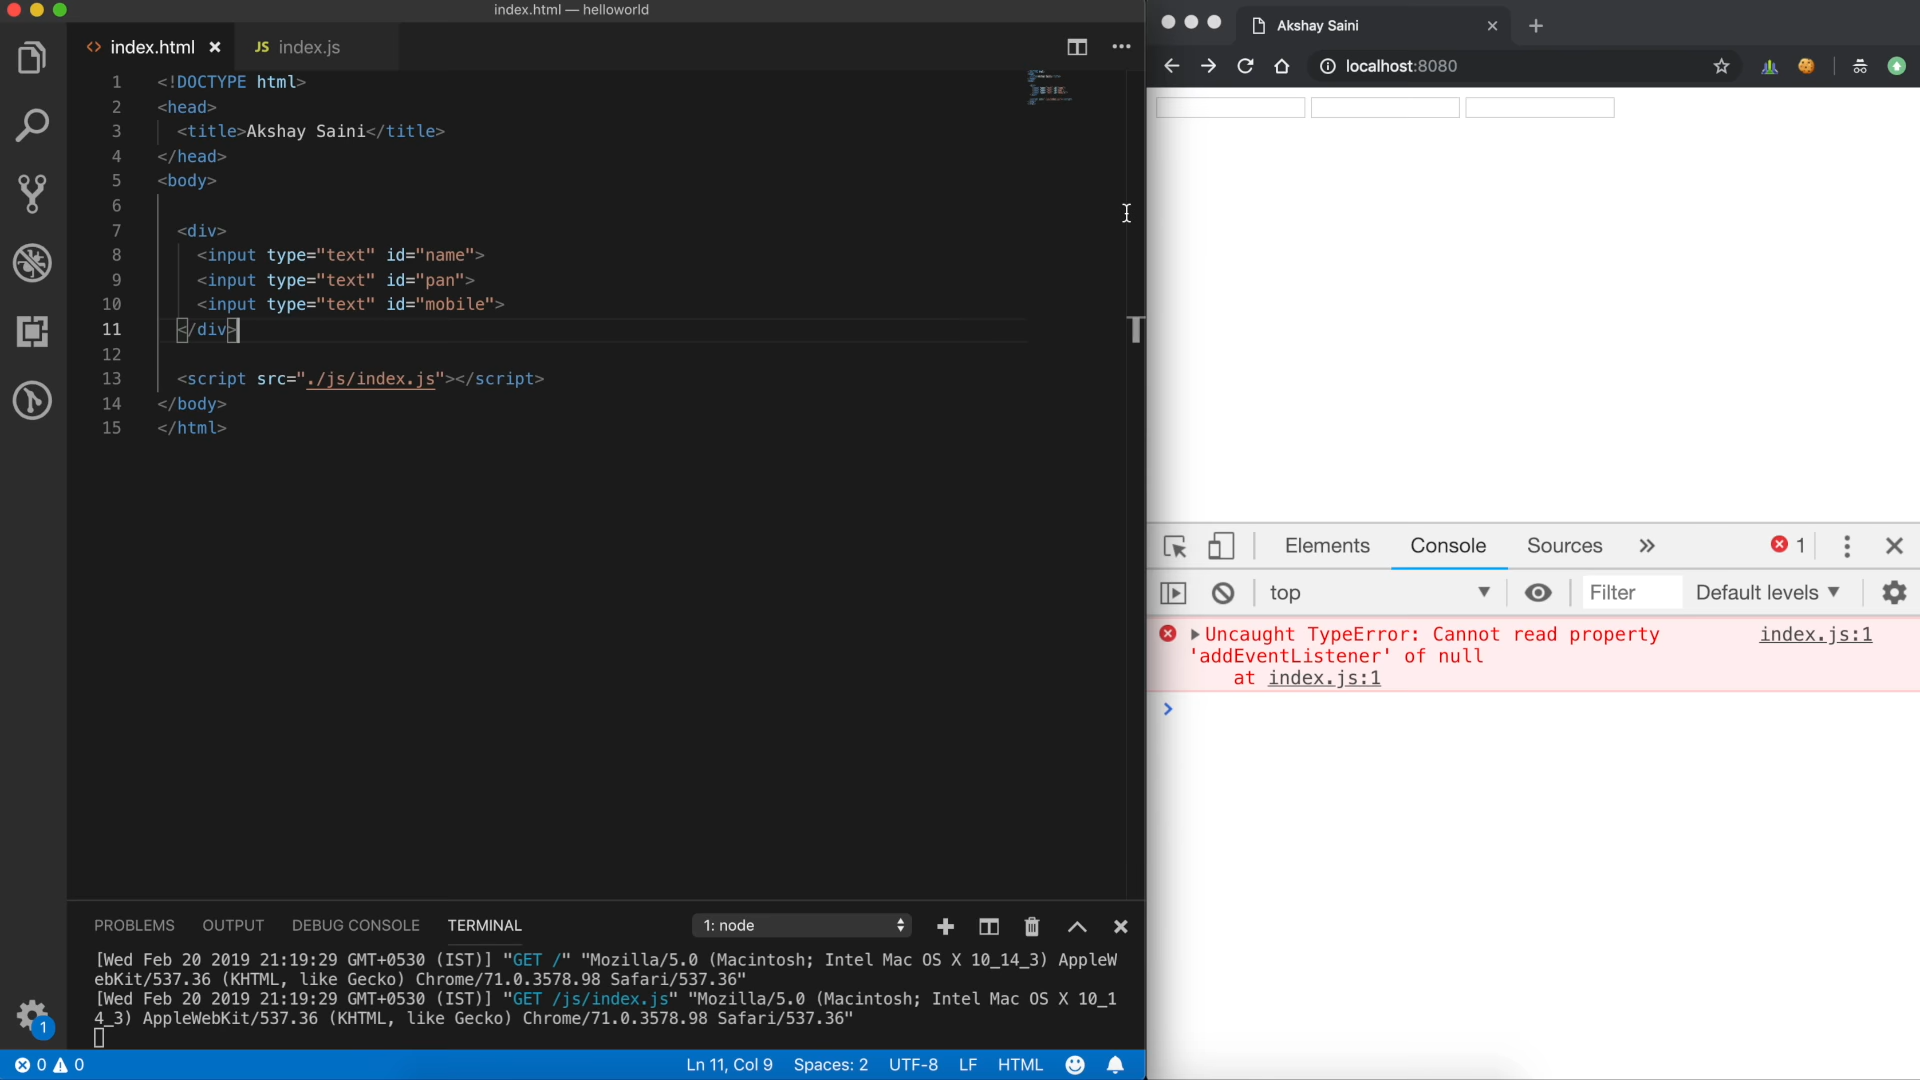 index.html — helloworld
<> index.html ×
JS index.js
1 <!DOCTYPE html>
2 <head>
3 <title>Akshay Saini</title>
4 </head>
5 <body>
6
7 <div>
8 <input type="text" id="name">
9 <input type="text" id="pan">
10 <input type="text" id="mobile">
11 </div>
12
13 <script src="./js/index.js"></script>
14 </body>
15 </html>
PROBLEMS OUTPUT DEBUG CONSOLE TERMINAL
1: node
[Wed Feb 20 2019 21:19:29 GMT+0530 (IST)] "GET /" "Mozilla/5.0 (Macintosh; Intel Mac OS X 10_14_3) AppleW
ebKit/537.36 (KHTML, like Gecko) Chrome/71.0.3578.98 Safari/537.36"
[Wed Feb 20 2019 21:19:29 GMT+0530 (IST)] "GET /js/index.js" "Mozilla/5.0 (Macintosh; Intel Mac OS X 10_1
4_3) AppleWebKit/537.36 (KHTML, like Gecko) Chrome/71.0.3578.98 Safari/537.36"
1
0 0
Ln 11, Col 9 Spaces: 2 UTF-8 LF HTML
Akshay Saini
localhost:8080
Elements Console Sources » 1
top Filter Default levels
Uncaught TypeError: Cannot read property index.js:1
'addEventListener' of null
at index.js:1